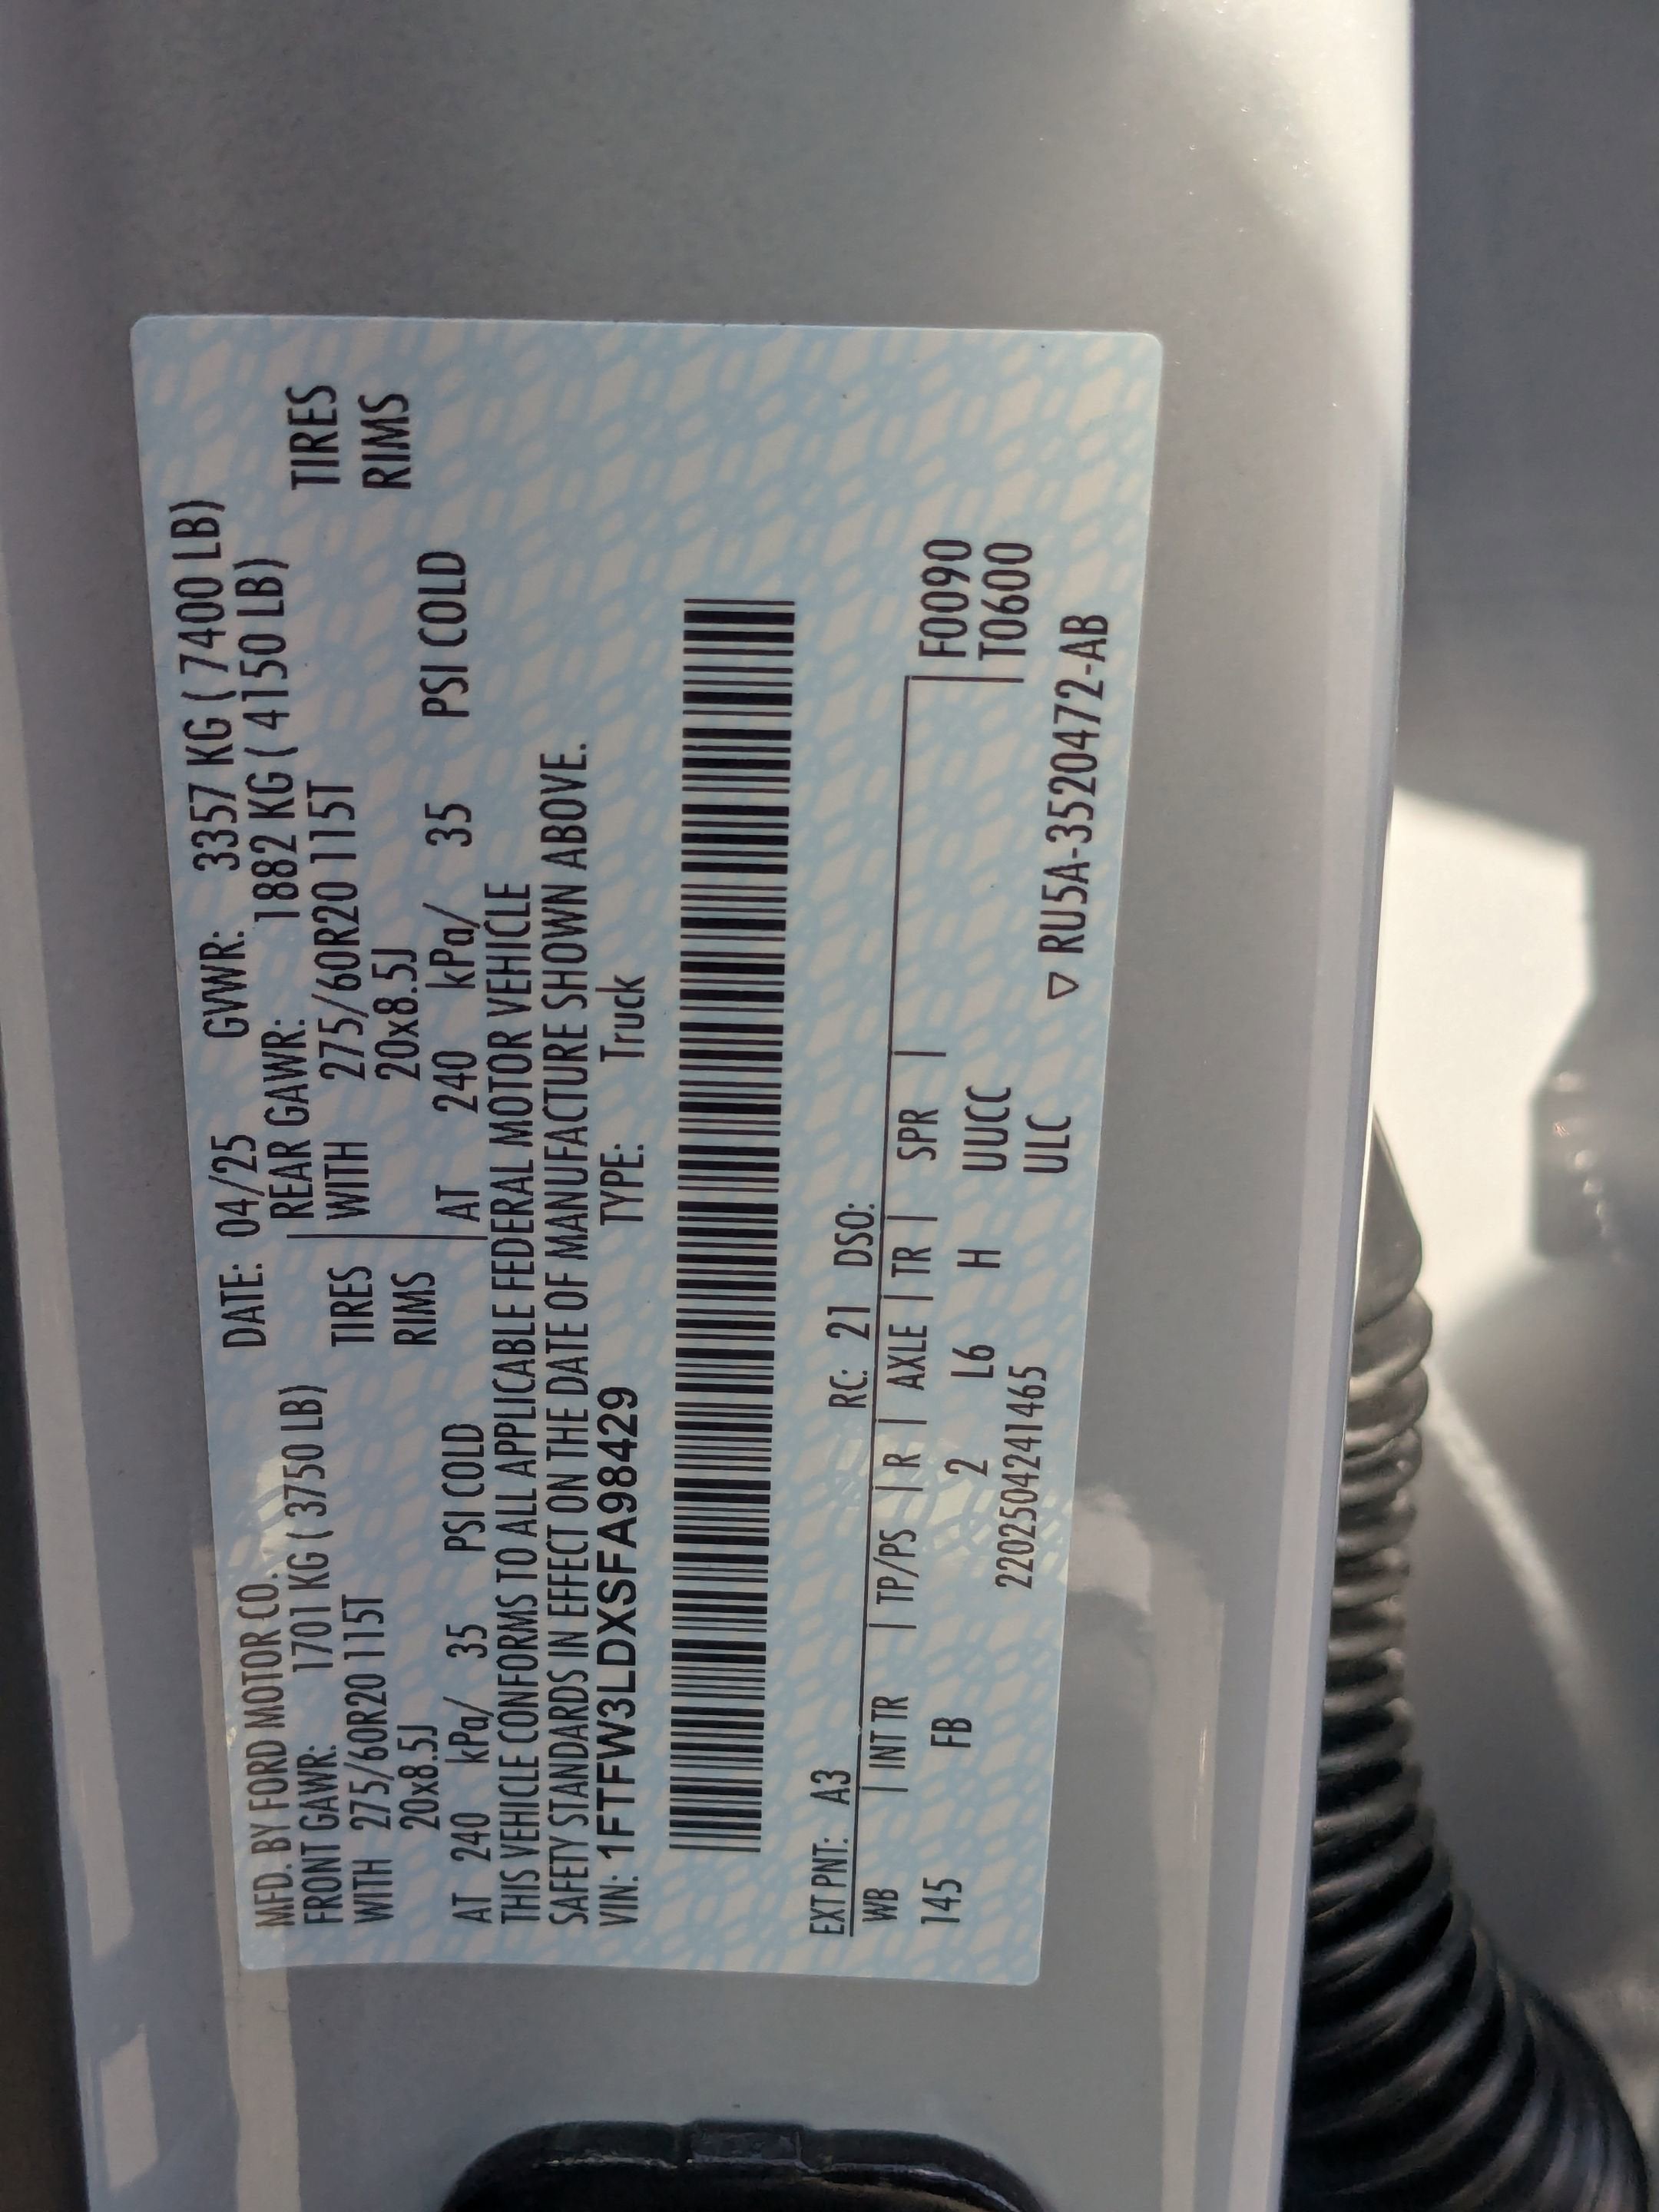 MFD. BY FORD MOTOR CO. DATE: 04/25 GVWR: 3357 KG ( 7400 LB)
FRONT GAWR: 1701 KG ( 3750 LB) REAR GAWR: 1882 KG ( 4150 LB)
WITH 275/60R20 115T TIRES WITH 275/60R20 115T TIRES
20x8.5J RIMS 20x8.5J RIMS
AT 240 kPa/ 35 PSI COLD AT 240 kPa/ 35 PSI COLD
THIS VEHICLE CONFORMS TO ALL APPLICABLE FEDERAL MOTOR VEHICLE
SAFETY STANDARDS IN EFFECT ON THE DATE OF MANUFACTURE SHOWN ABOVE.
VIN: 1FTFW3LDXSFA98429 TYPE: Truck
EXT PNT: A3 RC: 21 DSO:
WB | INT TR | TP/PS | R | AXLE | TR | SPR |
145 FB 2 L6 H UUCC F0090
2202504241465 ULC T0600
▽ RU5A-3520472-AB